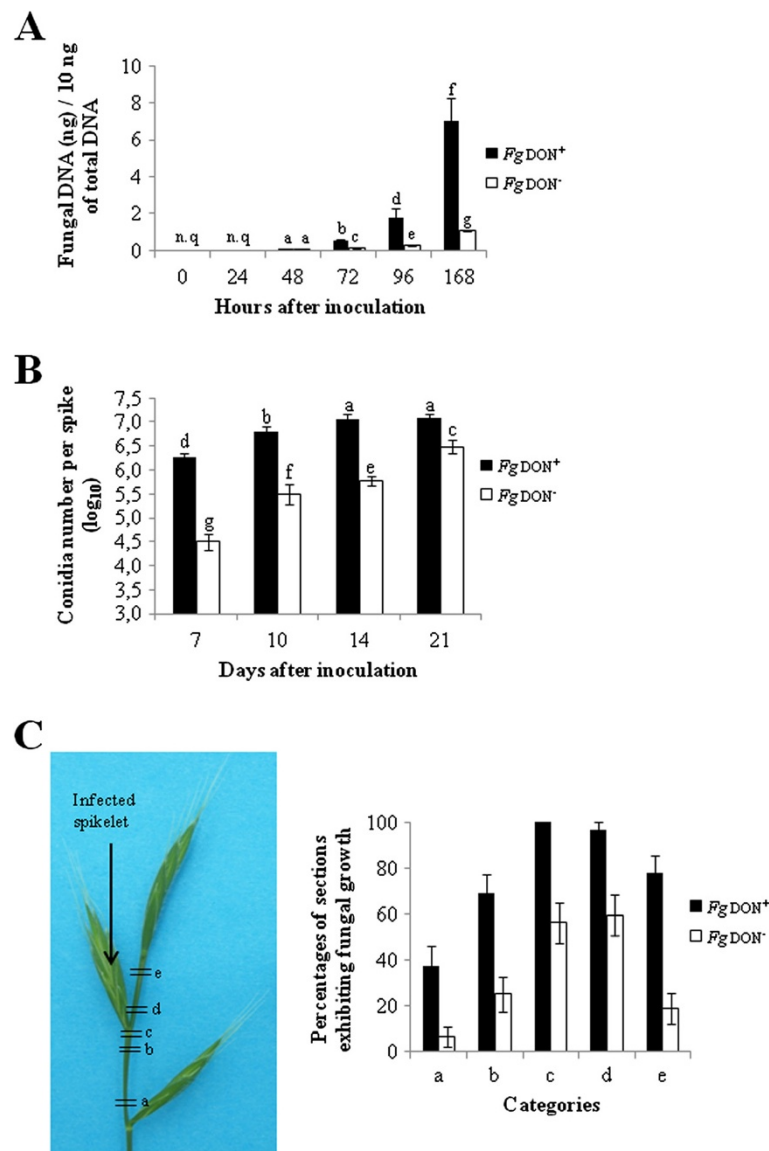 A
Fungal DNA (ng) / 10 ng
of total DNA
10
8
6
4
2
0
n.q
n.q
a a
b
c
d
e
f
g
FgDON⁺
FgDON⁻
0 24 48 72 96 168
Hours after inoculation
B
Conidia number per spike
(log₁₀)
7,5
7,0
6,5
6,0
5,5
5,0
4,5
4,0
3,5
3,0
d
g
b
f
a
e
a
c
FgDON⁺
FgDON⁻
7 10 14 21
Days after inoculation
C
Infected
spikelet
e
d
c
b
a
Percentages of sections
exhibiting fungal growth
100
80
60
40
20
0
FgDON⁺
FgDON⁻
a b c d e
Categories